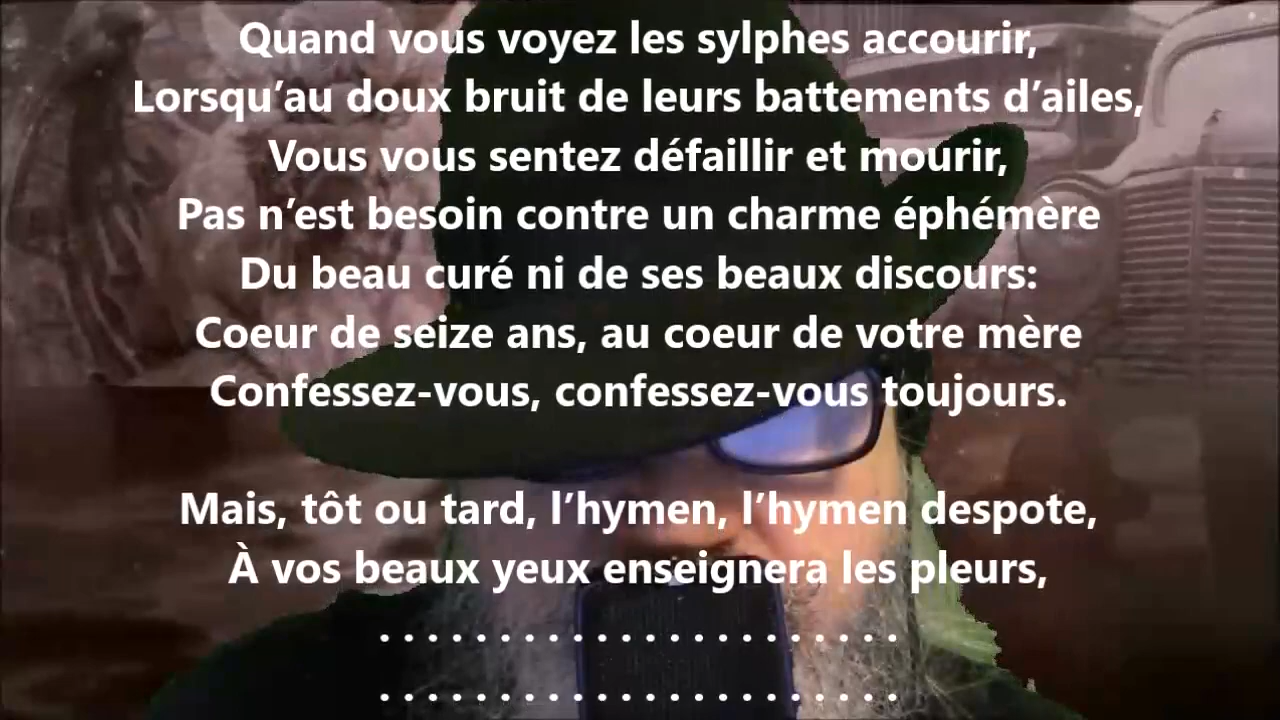 Quand vous voyez les sylphes accourir,
Lorsqu’au doux bruit de leurs battements d’ailes,
Vous vous sentez défaillir et mourir,
Pas n’est besoin contre un charme éphémère
Du beau curé ni de ses beaux discours:
Coeur de seize ans, au coeur de votre mère
Confessez-vous, confessez-vous toujours.

Mais, tôt ou tard, l’hymen, l’hymen despote,
À vos beaux yeux enseignera les pleurs,
. . . . . . . . . . . . . . . . . . . . . . .
. . . . . . . . . . . . . . . . . . . . . . .